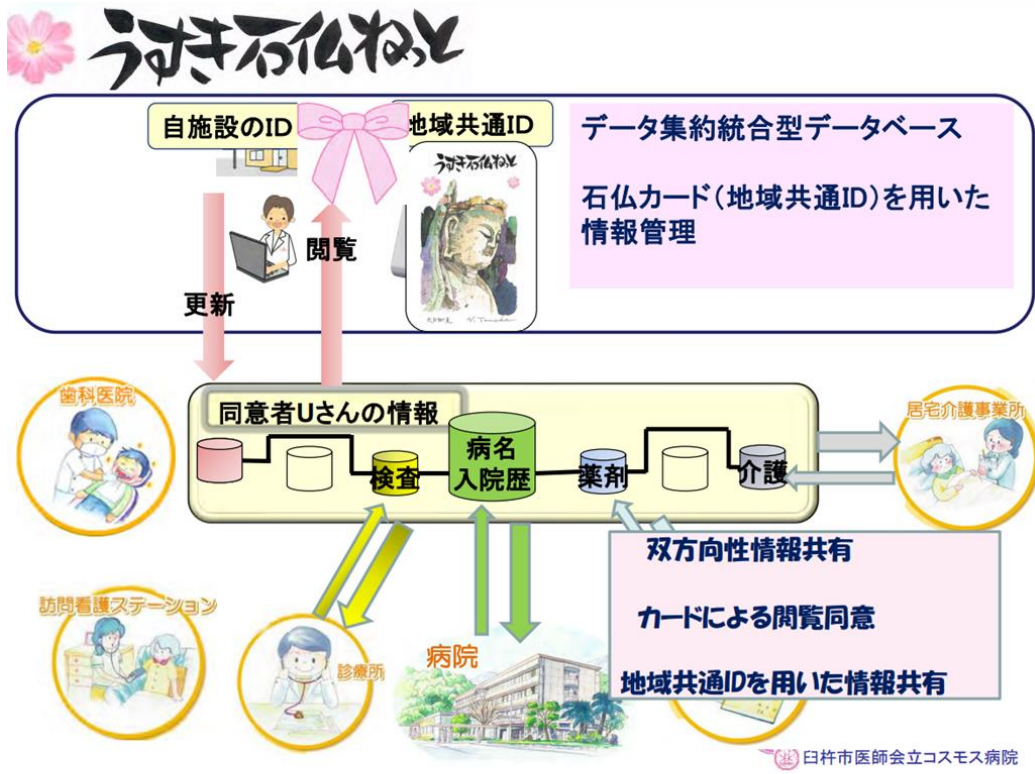 うすき石仏ねっと
自施設のID
地域共通ID
うすき石仏ねっと
データ集約統合型データベース
石仏カード（地域共通ID）を用いた
情報管理
閲覧
更新
歯科医院
同意者Uさんの情報
居宅介護事業所
検査
病名
入院歴
薬剤
介護
双方向性情報共有
カードによる閲覧同意
地域共通IDを用いた情報共有
訪問看護ステーション
診療所
病院
臼杵市医師会立コスモス病院